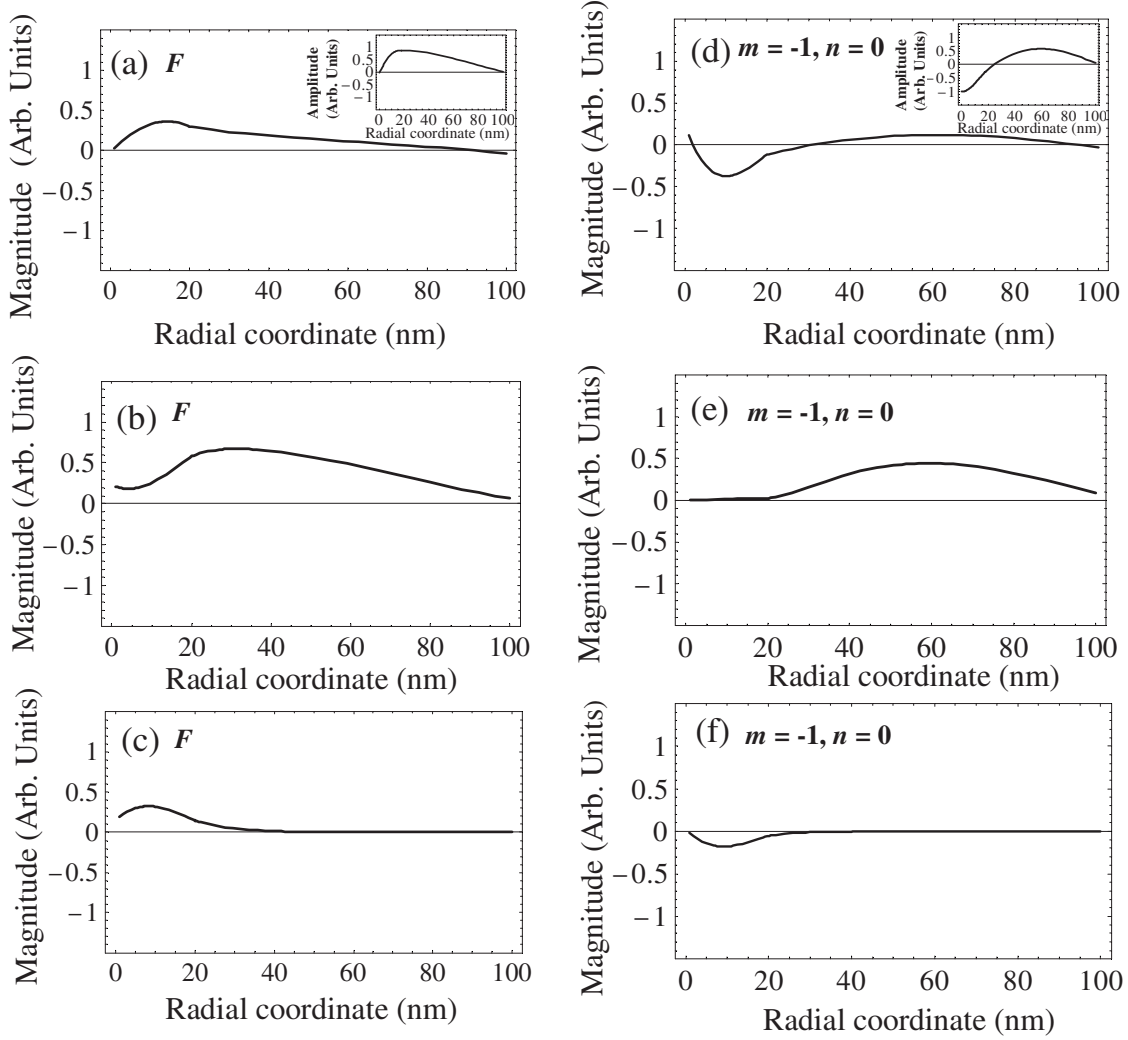 (a) F
Magnitude (Arb. Units)
1
0.5
0
−0.5
−1
0 20 40 60 80 100
Radial coordinate (nm)
Amplitude
(Arb. Units)
1
0.5
0
−0.5
−1
0 20 40 60 80 100
Radial coordinate (nm)
(d) m = -1, n = 0
Magnitude (Arb. Units)
1
0.5
0
−0.5
−1
0 20 40 60 80 100
Radial coordinate (nm)
Amplitude
(Arb. Units)
1
0.5
0
−0.5
−1
0 20 40 60 80 100
Radial coordinate (nm)
(b) F
Magnitude (Arb. Units)
1
0.5
0
−0.5
−1
0 20 40 60 80 100
Radial coordinate (nm)
(e) m = -1, n = 0
Magnitude (Arb. Units)
1
0.5
0
−0.5
−1
0 20 40 60 80 100
Radial coordinate (nm)
(c) F
Magnitude (Arb. Units)
1
0.5
0
−0.5
−1
0 20 40 60 80 100
Radial coordinate (nm)
(f) m = -1, n = 0
Magnitude (Arb. Units)
1
0.5
0
−0.5
−1
0 20 40 60 80 100
Radial coordinate (nm)